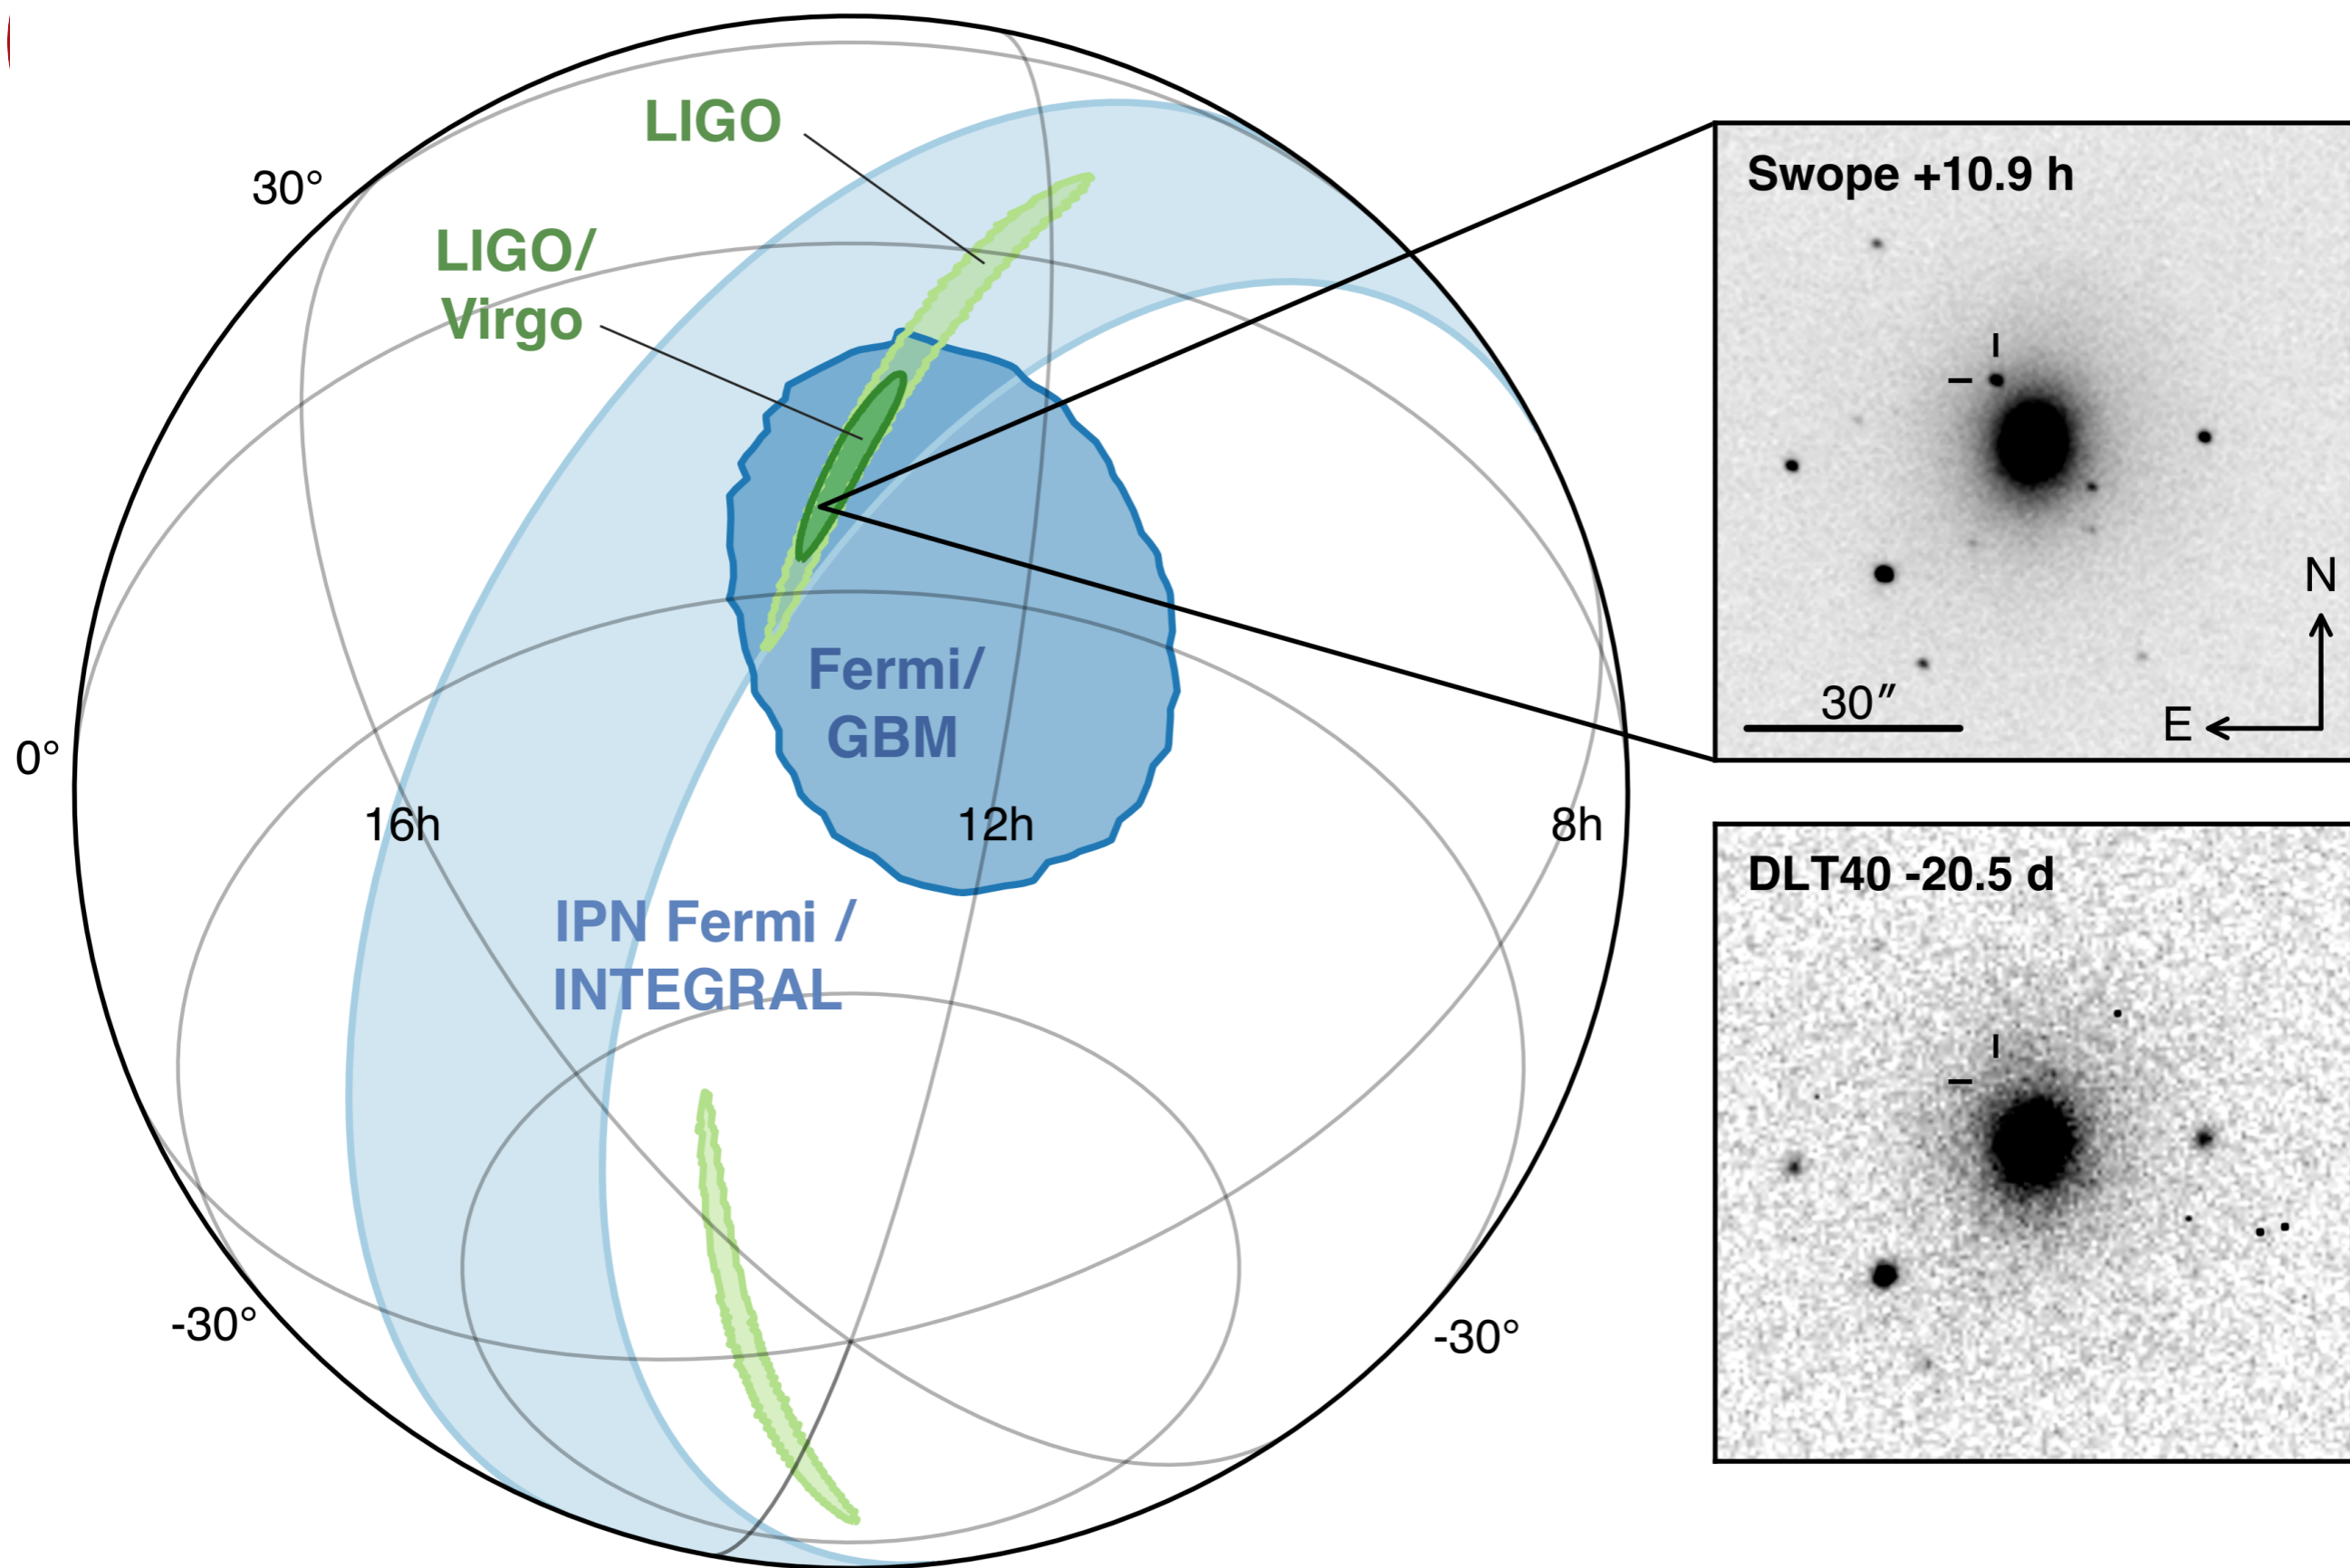 LIGO
30°
LIGO/
Virgo
Fermi/
GBM
0°
16h
12h
8h
IPN Fermi /
INTEGRAL
-30°
-30°
Swope +10.9 h
N
30″
E
DLT40 -20.5 d